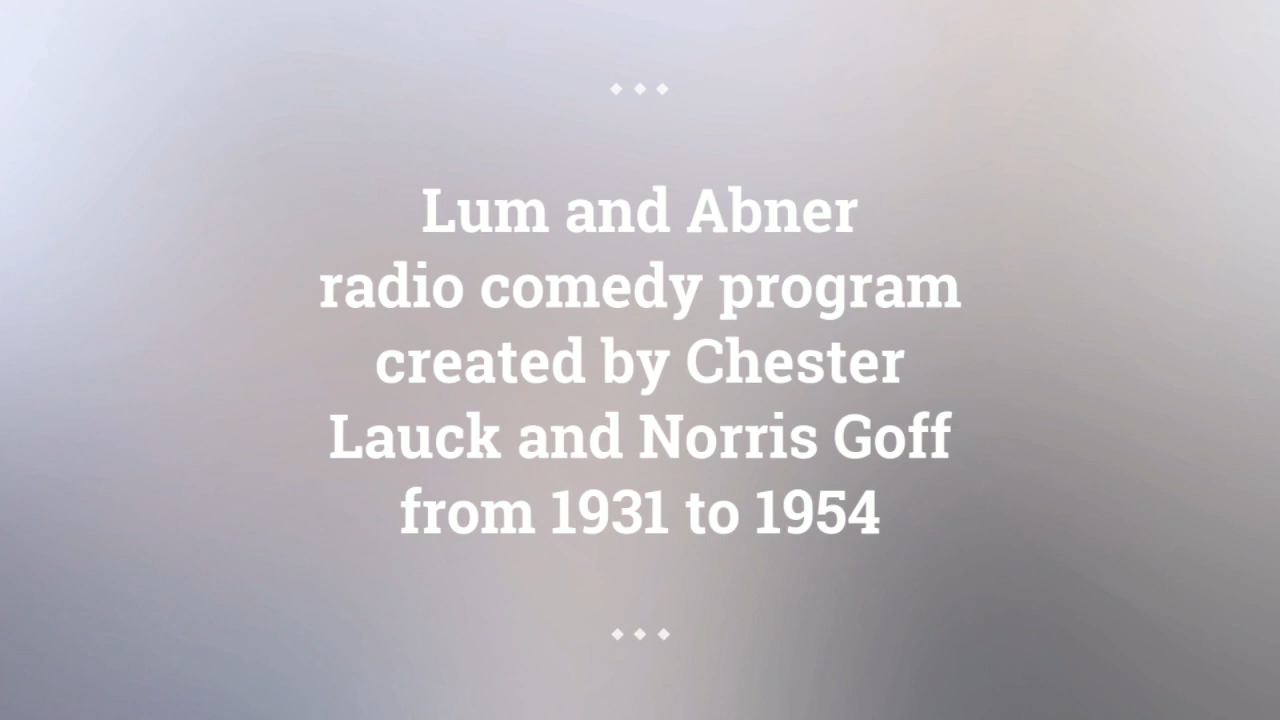 Lum and Abner
radio comedy program
created by Chester
Lauck and Norris Goff
from 1931 to 1954